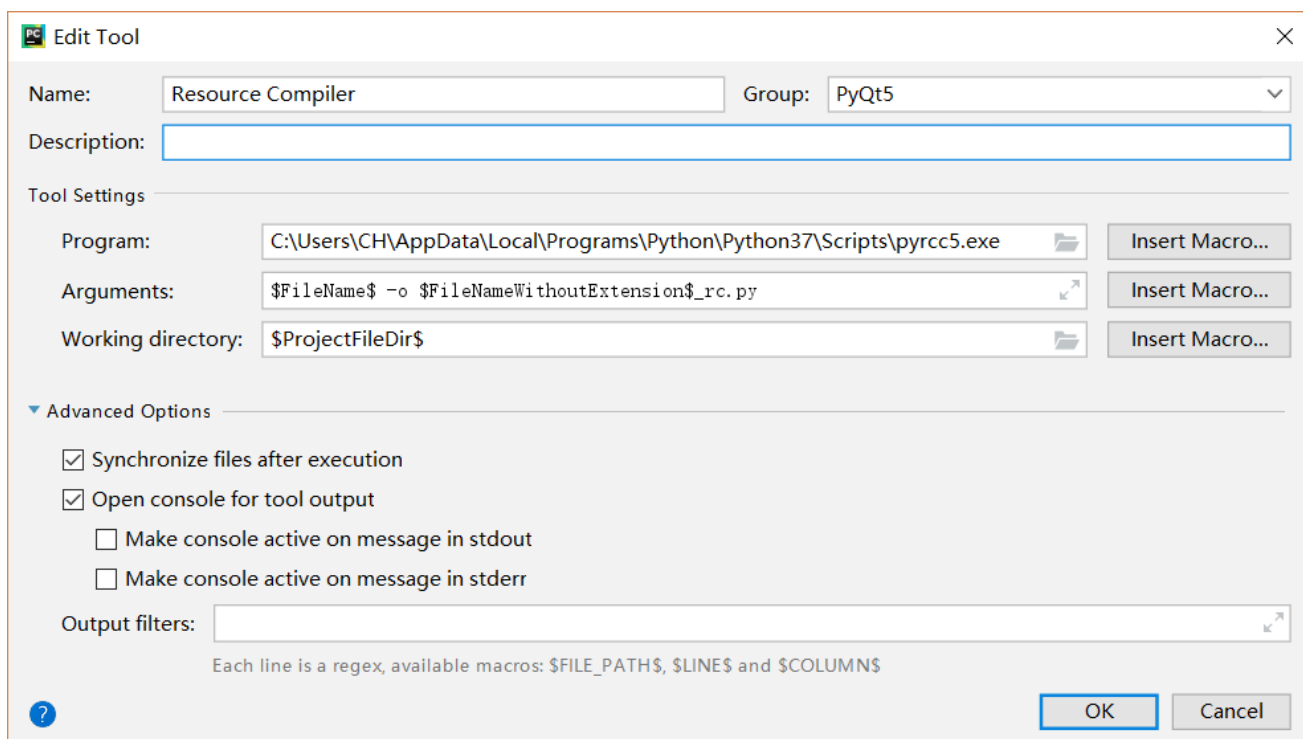 PC Edit Tool
Name: Resource Compiler Group: PyQt5
Description:
Tool Settings
Program: C:\Users\CH\AppData\Local\Programs\Python\Python37\Scripts\pyrcc5.exe Insert Macro...
Arguments: $FileName$ -o $FileNameWithoutExtension$_rc.py Insert Macro...
Working directory: $ProjectFileDir$ Insert Macro...
Advanced Options
Synchronize files after execution
Open console for tool output
Make console active on message in stdout
Make console active on message in stderr
Output filters:
Each line is a regex, available macros: $FILE_PATH$, $LINE$ and $COLUMN$
? OK Cancel